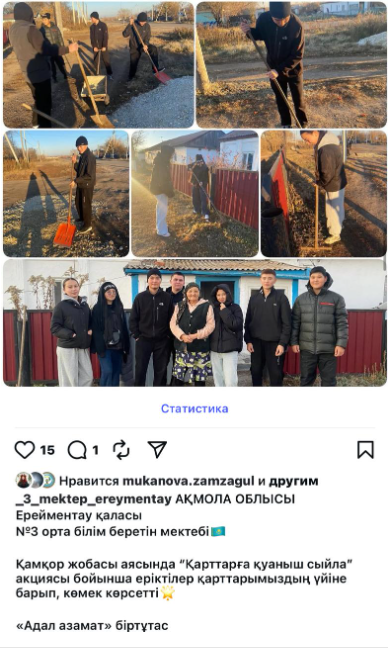 Статистика
15 1
Нравится mukanova.zamzagul и другим
_3_mektep_ereymentay АҚМОЛА ОБЛЫСЫ
Ерейментау қаласы
№3 орта білім беретін мектебі🇰🇿
Қамқор жобасы аясында “Қарттарға қуаныш сыйла”
акциясы бойынша еріктілер қарттарымыздың үйіне
барып, көмек көрсетті🌟
«Адал азамат» біртұтас